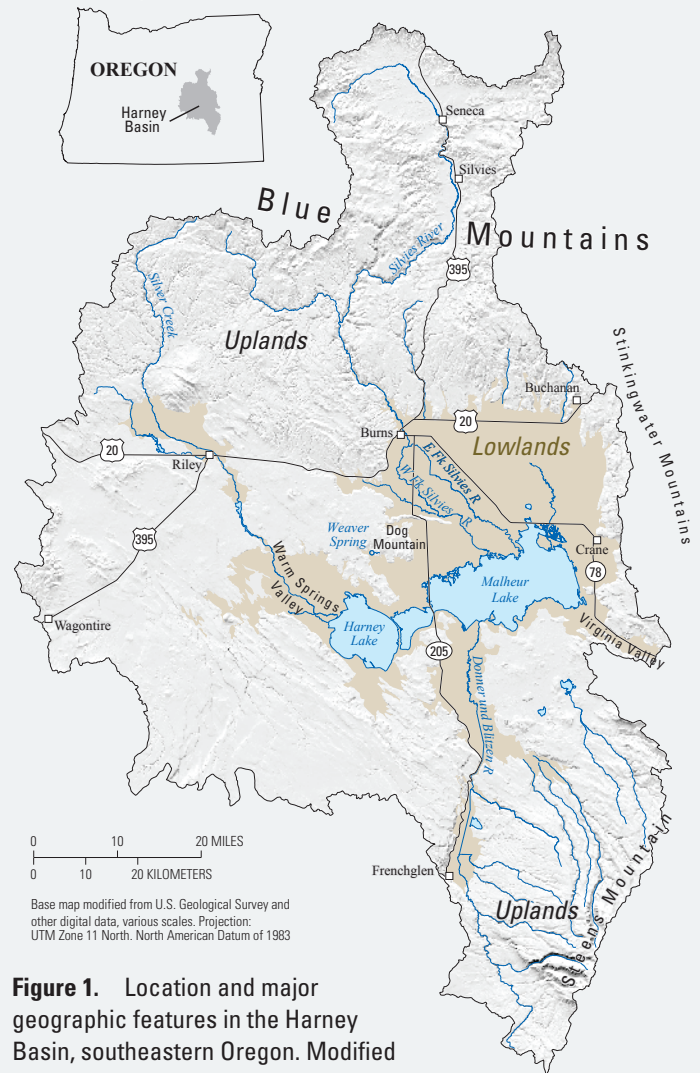 OREGON
Harney
Basin
Seneca
Silvies
Blue
Mountains
Silvies River
395
Silver Creek
Uplands
Stinkingwater Mountains
Buchanan
20
Burns
Lowlands
20
Riley
E Fk Silvies R
W Fk Silvies R
Weaver
Spring
Dog
Mountain
395
Crane
78
Malheur
Lake
Warm Springs
Valley
Harney
Lake
Wagontire
Virginia Valley
205
Donner und Blitzen R
0 10 20 MILES
0 10 20 KILOMETERS
Frenchglen
Uplands
Steens Mountain
Base map modified from U.S. Geological Survey and
other digital data, various scales. Projection:
UTM Zone 11 North. North American Datum of 1983
Figure 1. Location and major
geographic features in the Harney
Basin, southeastern Oregon. Modified